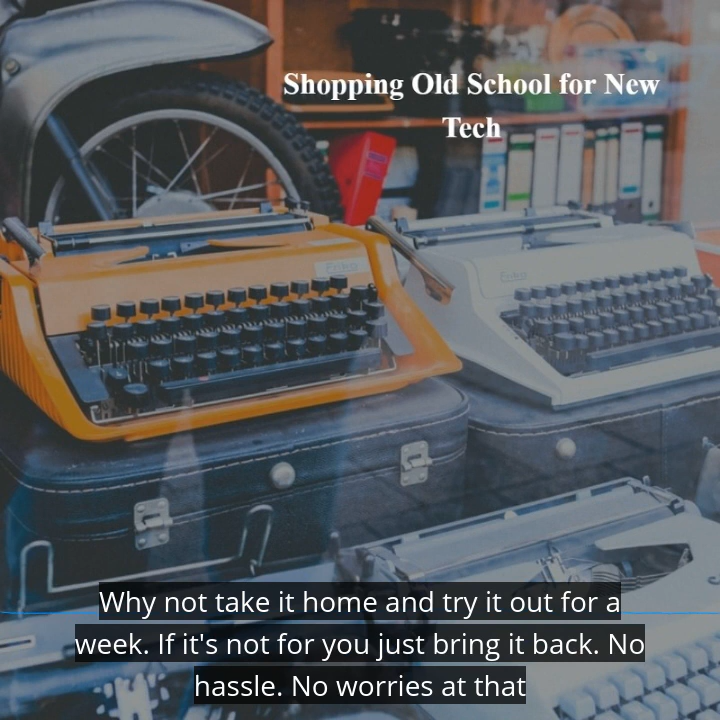 Shopping Old School for New
Tech
Why not take it home and try it out for a
week. If it's not for you just bring it back. No
hassle. No worries at that